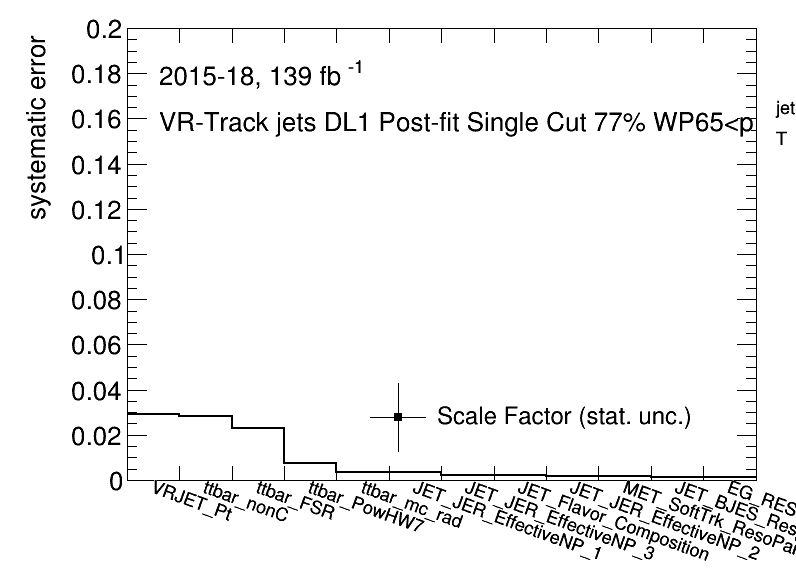 systematic error
0.2
0.18
0.16
0.14
0.12
0.1
0.08
0.06
0.04
0.02
0
2015-18, 139 fb -1
VR-Track jets DL1 Post-fit Single Cut 77% WP65<p
jet
T
Scale Factor (stat. unc.)
VRJET_Pt
ttbar_nonC
ttbar_FSR
ttbar_PowHW7
ttbar_mc_rad
JET_JER_EffectiveNP_1
JET_JER_EffectiveNP_3
JET_Flavor_Composition
JET_JER_EffectiveNP_2
MET_SoftTrk_ResoPar
JET_BJES_Res
EG_RES